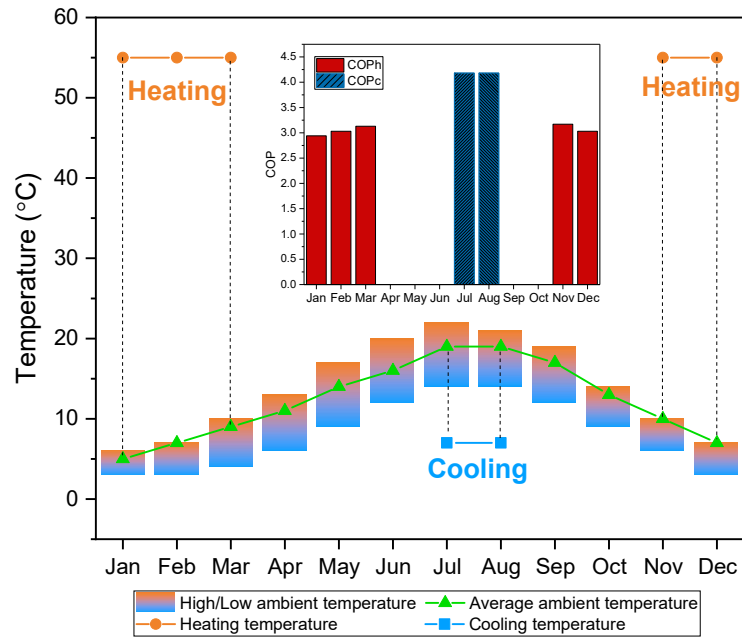 60
50
40
30
20
10
0
Temperature (°C)
Heating
Heating
Cooling
4.5
4.0
3.5
3.0
2.5
2.0
1.5
1.0
0.5
0.0
COP
COPh
COPc
Jan Feb Mar Apr May Jun Jul Aug Sep Oct Nov Dec
Jan Feb Mar Apr May Jun Jul Aug Sep Oct Nov Dec
High/Low ambient temperature Average ambient temperature
Heating temperature Cooling temperature